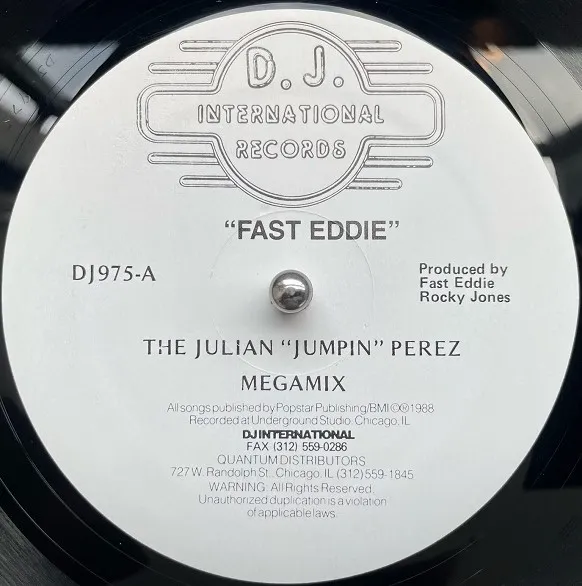 D. J.
INTERNATIONAL
RECORDS
“FAST EDDIE”
DJ975-A
Produced by
Fast Eddie
Rocky Jones
THE JULIAN “JUMPIN” PEREZ
MEGAMIX
All songs published by Popstar Publishing/BMI ©℗ 1988
Recorded at Underground Studio, Chicago, IL
DJ INTERNATIONAL
FAX (312) 559-0286
QUANTUM DISTRIBUTORS
727 W. Randolph St., Chicago, IL (312) 559-1845
WARNING: All Rights Reserved.
Unauthorized duplication is a violation
of applicable laws.